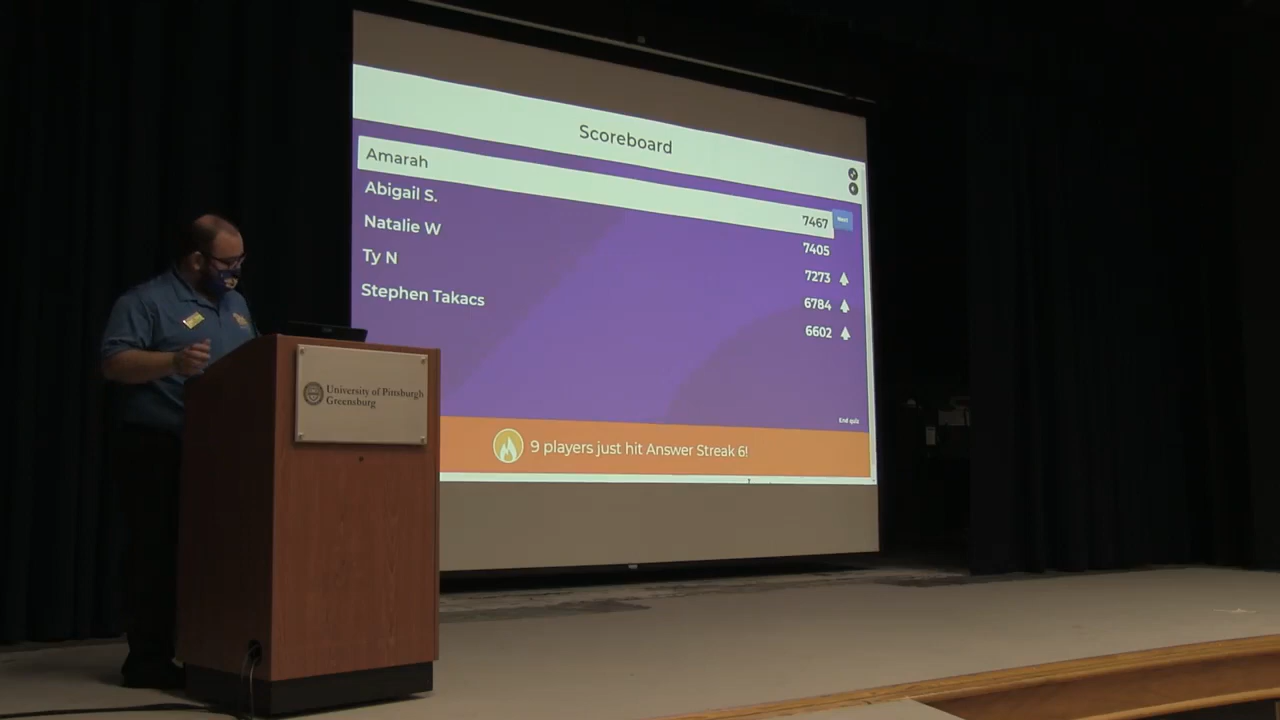 Scoreboard
Amarah 7467
Next
Abigail S. 7405
Natalie W 7273
Ty N 6784
Stephen Takacs 6602
End quiz
9 players just hit Answer Streak 6!
University of Pittsburgh
Greensburg